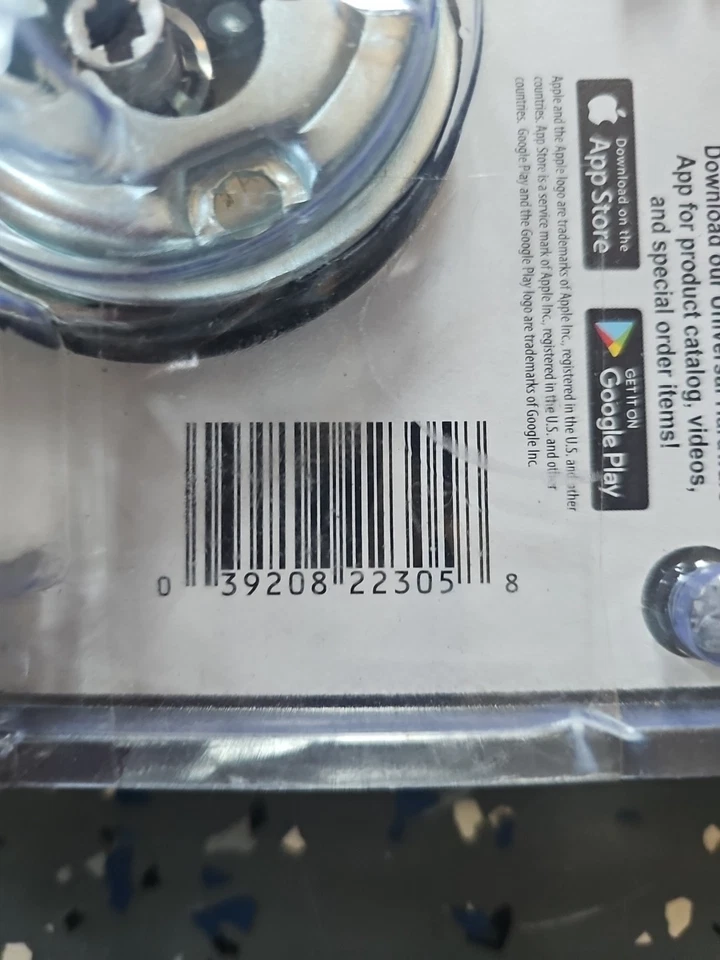 Download our
App for product catalog, videos,
and special order items!
Download on the
App Store
GET IT ON
Google Play
Apple and the Apple logo are trademarks of Apple Inc., registered in the U.S. and other
countries. App Store is a service mark of Apple Inc., registered in the U.S. and other
countries. Google Play and the Google Play logo are trademarks of Google Inc
0 39208 22305 8